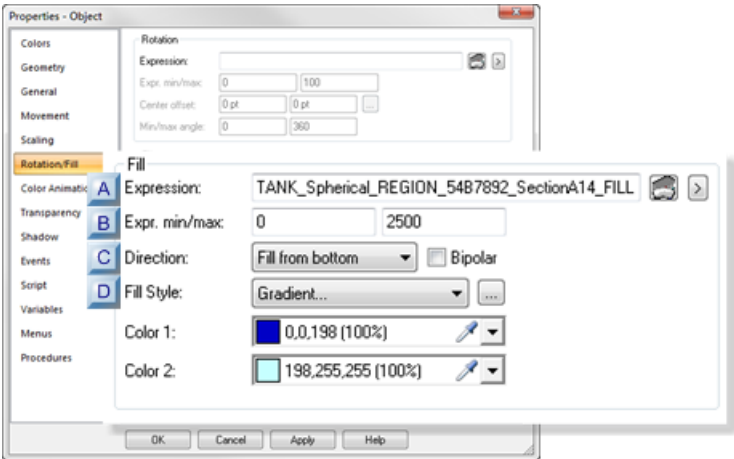 Properties - Object
Colors
Geometry
General
Movement
Scaling
Rotation/Fill
Color Animatio
Transparency
Shadow
Events
Script
Variables
Menus
Procedures
Rotation
Expression:
Expr. min/max: 0 100
Center offset: 0 pt 0 pt ...
Min/max angle: 0 360
Fill
A Expression: TANK_Spherical_REGION_54B7892_SectionA14_FILL >
B Expr. min/max: 0 2500
C Direction: Fill from bottom Bipolar
D Fill Style: Gradient... ...
Color 1: 0,0,198 (100%)
Color 2: 198,255,255 (100%)
OK Cancel Apply Help